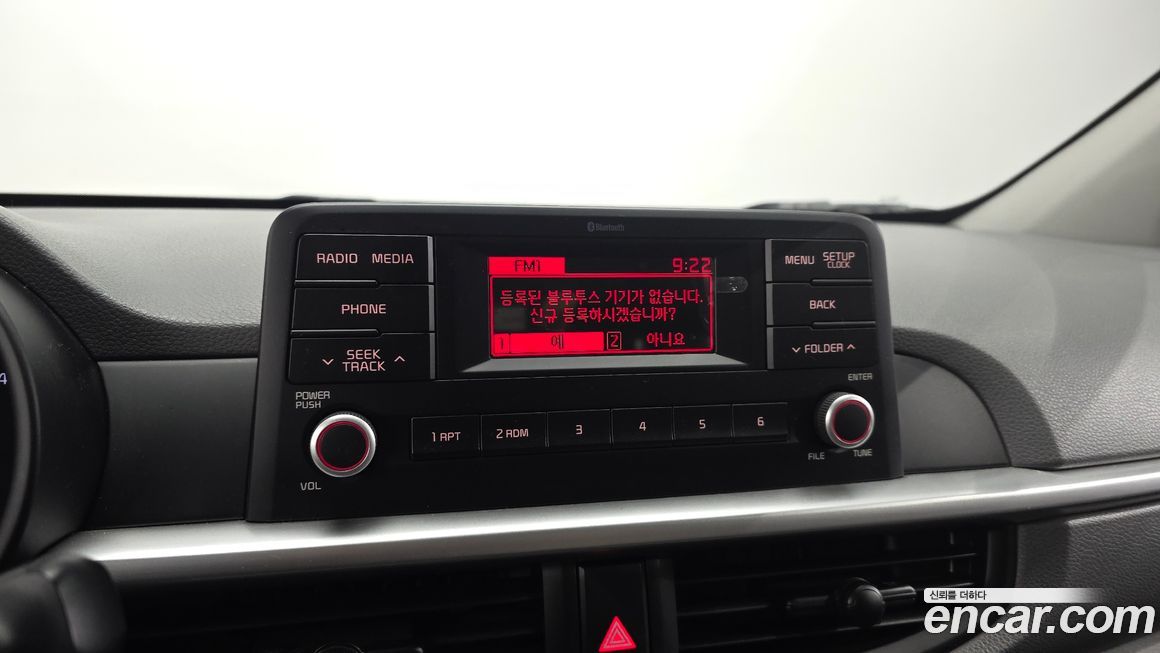 Bluetooth
RADIO MEDIA
PHONE
SEEK
TRACK
POWER
PUSH
VOL
FM1 9:22
등록된 블루투스 기기가 없습니다.
신규 등록하시겠습니까?
1 예 2 아니요
MENU SETUP
CLOCK
BACK
FOLDER
ENTER
FILE TUNE
1 RPT 2 RDM 3 4 5 6
4
신뢰를 더하다
encar.com